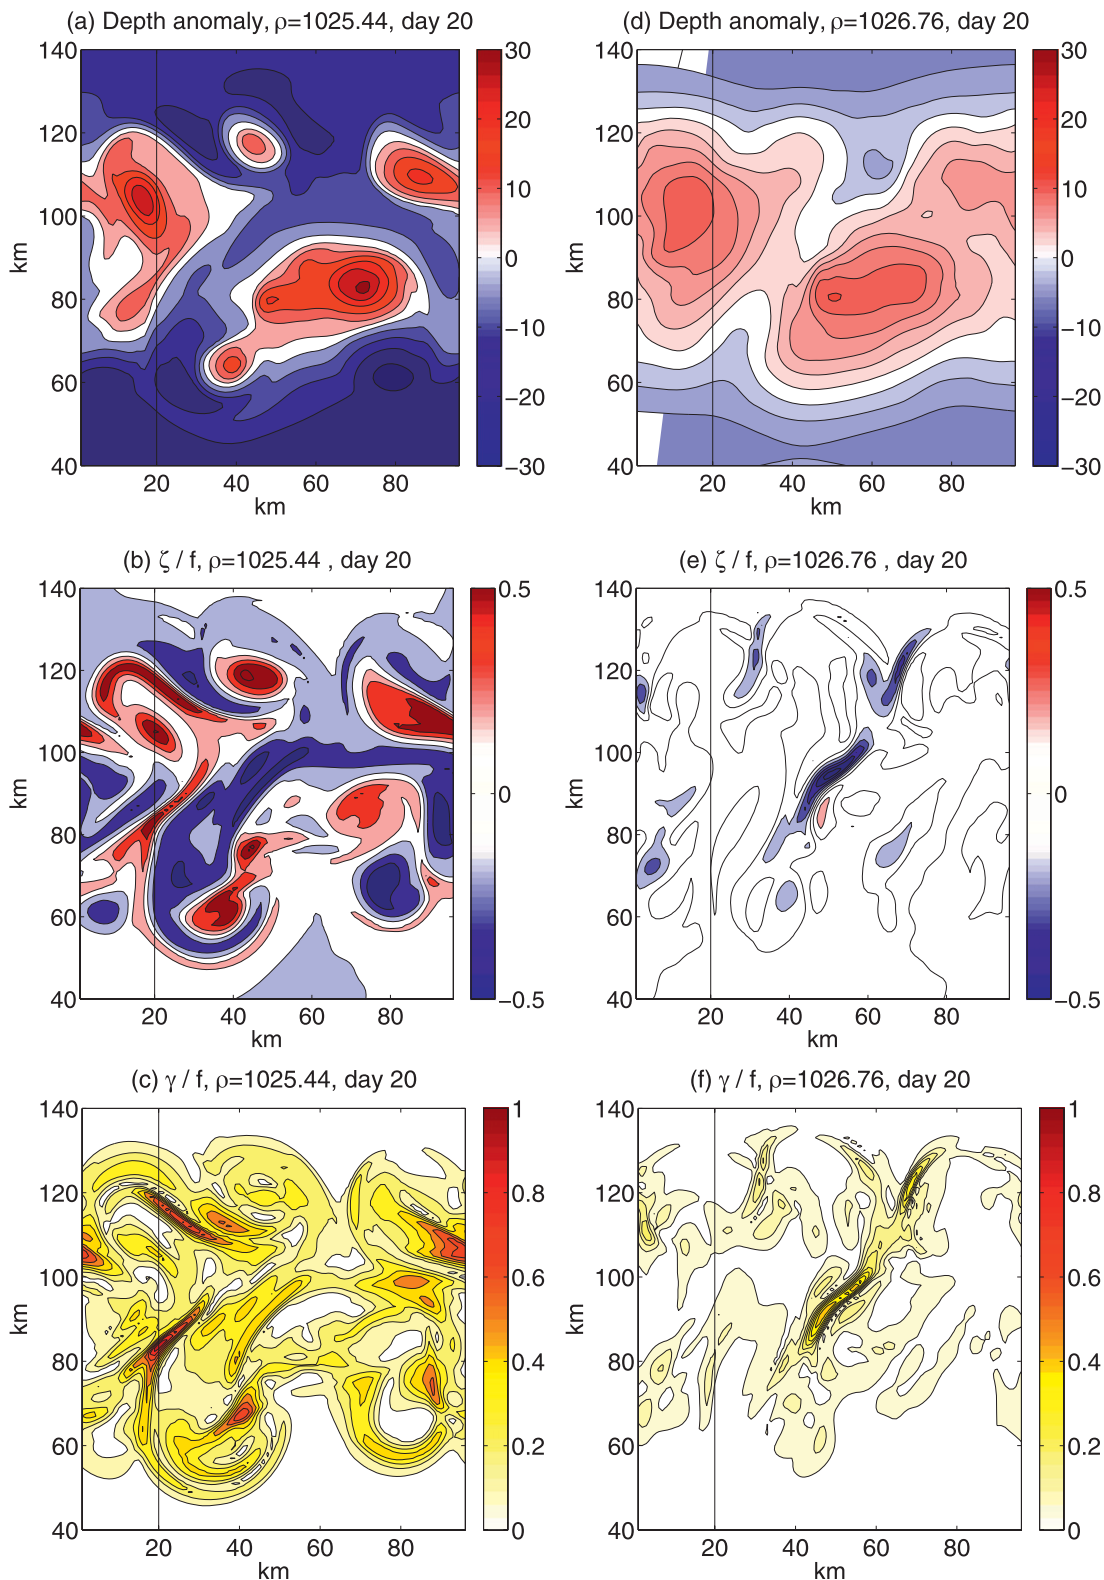 (a) Depth anomaly, ρ=1025.44, day 20
140
120
100
80
60
40
km
20 40 60 80
km
30
20
10
0
−10
−20
−30
(d) Depth anomaly, ρ=1026.76, day 20
140
120
100
80
60
40
km
20 40 60 80
km
30
20
10
0
−10
−20
−30
(b) ζ / f, ρ=1025.44 , day 20
140
120
100
80
60
40
km
20 40 60 80
km
0.5
0
−0.5
(e) ζ / f, ρ=1026.76 , day 20
140
120
100
80
60
40
km
20 40 60 80
km
0.5
0
−0.5
(c) γ / f, ρ=1025.44, day 20
140
120
100
80
60
40
km
20 40 60 80
km
1
0.8
0.6
0.4
0.2
0
(f) γ / f, ρ=1026.76, day 20
140
120
100
80
60
40
km
20 40 60 80
km
1
0.8
0.6
0.4
0.2
0